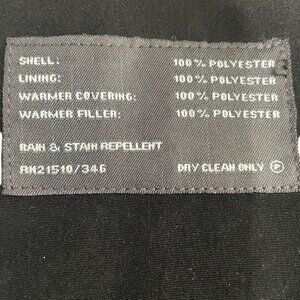 SHELL: 100% POLYESTER
LINING: 100% POLYESTER
WARMER COVERING: 100% POLYESTER
WARMER FILLER: 100% POLYESTER
RAIN & STAIN REPELLENT
RN21510/346 DRY CLEAN ONLY Ⓟ